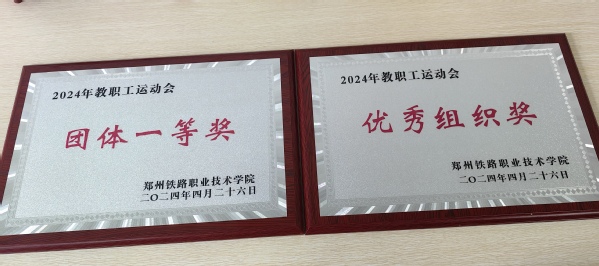 2024年教职工运动会
团体一等奖
郑州铁路职业技术学院
二〇二四年四月二十六日
2024年教职工运动会
优秀组织奖
郑州铁路职业技术学院
二〇二四年四月二十六日